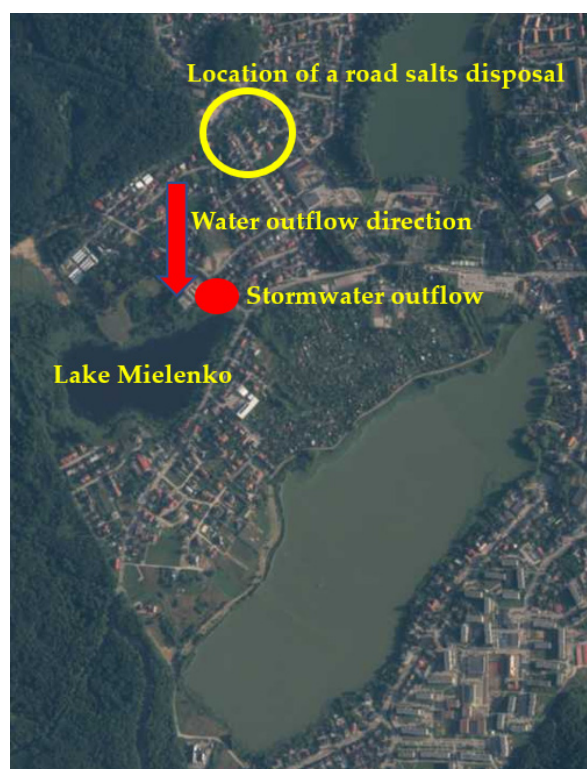 Location of a road salts disposal
Water outflow direction
Stormwater outflow
Lake Mielenko